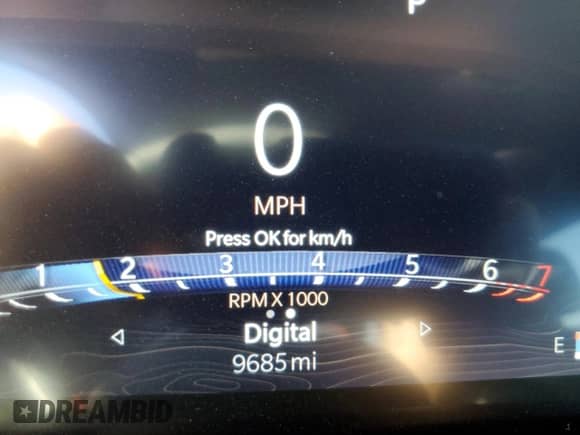 P
0
MPH
Press OK for km/h
1 2 3 4 5 6 7
RPM X 1000
Digital
9685 mi
E
DREAMBID